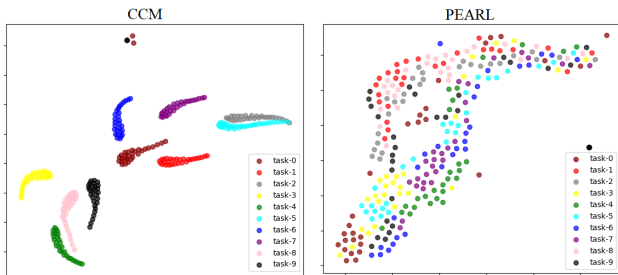 CCM
task-0
task-1
task-2
task-3
task-4
task-5
task-6
task-7
task-8
task-9
PEARL
task-0
task-1
task-2
task-3
task-4
task-5
task-6
task-7
task-8
task-9